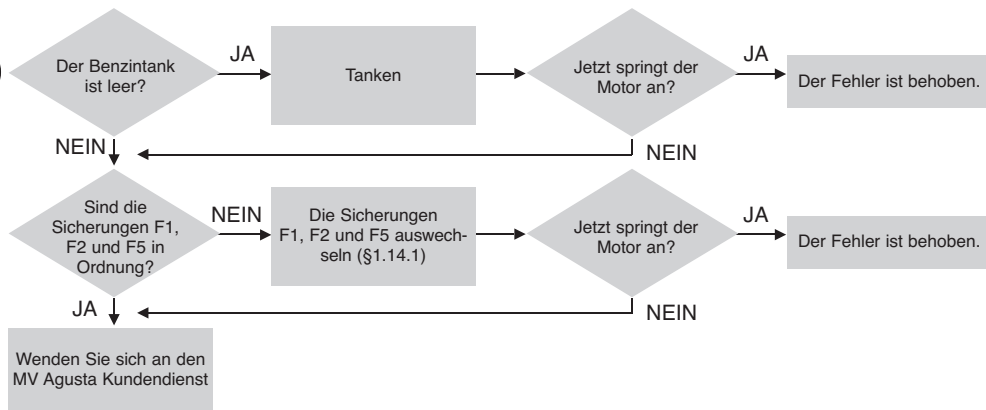 Der Benzintank
ist leer?
JA
Tanken
Jetzt springt der
Motor an?
JA
Der Fehler ist behoben.
NEIN
NEIN
Sind die
Sicherungen F1,
F2 und F5 in
Ordnung?
NEIN
Die Sicherungen
F1, F2 und F5 auswech-
seln (§1.14.1)
Jetzt springt der
Motor an?
JA
Der Fehler ist behoben.
JA
NEIN
Wenden Sie sich an den
MV Agusta Kundendienst